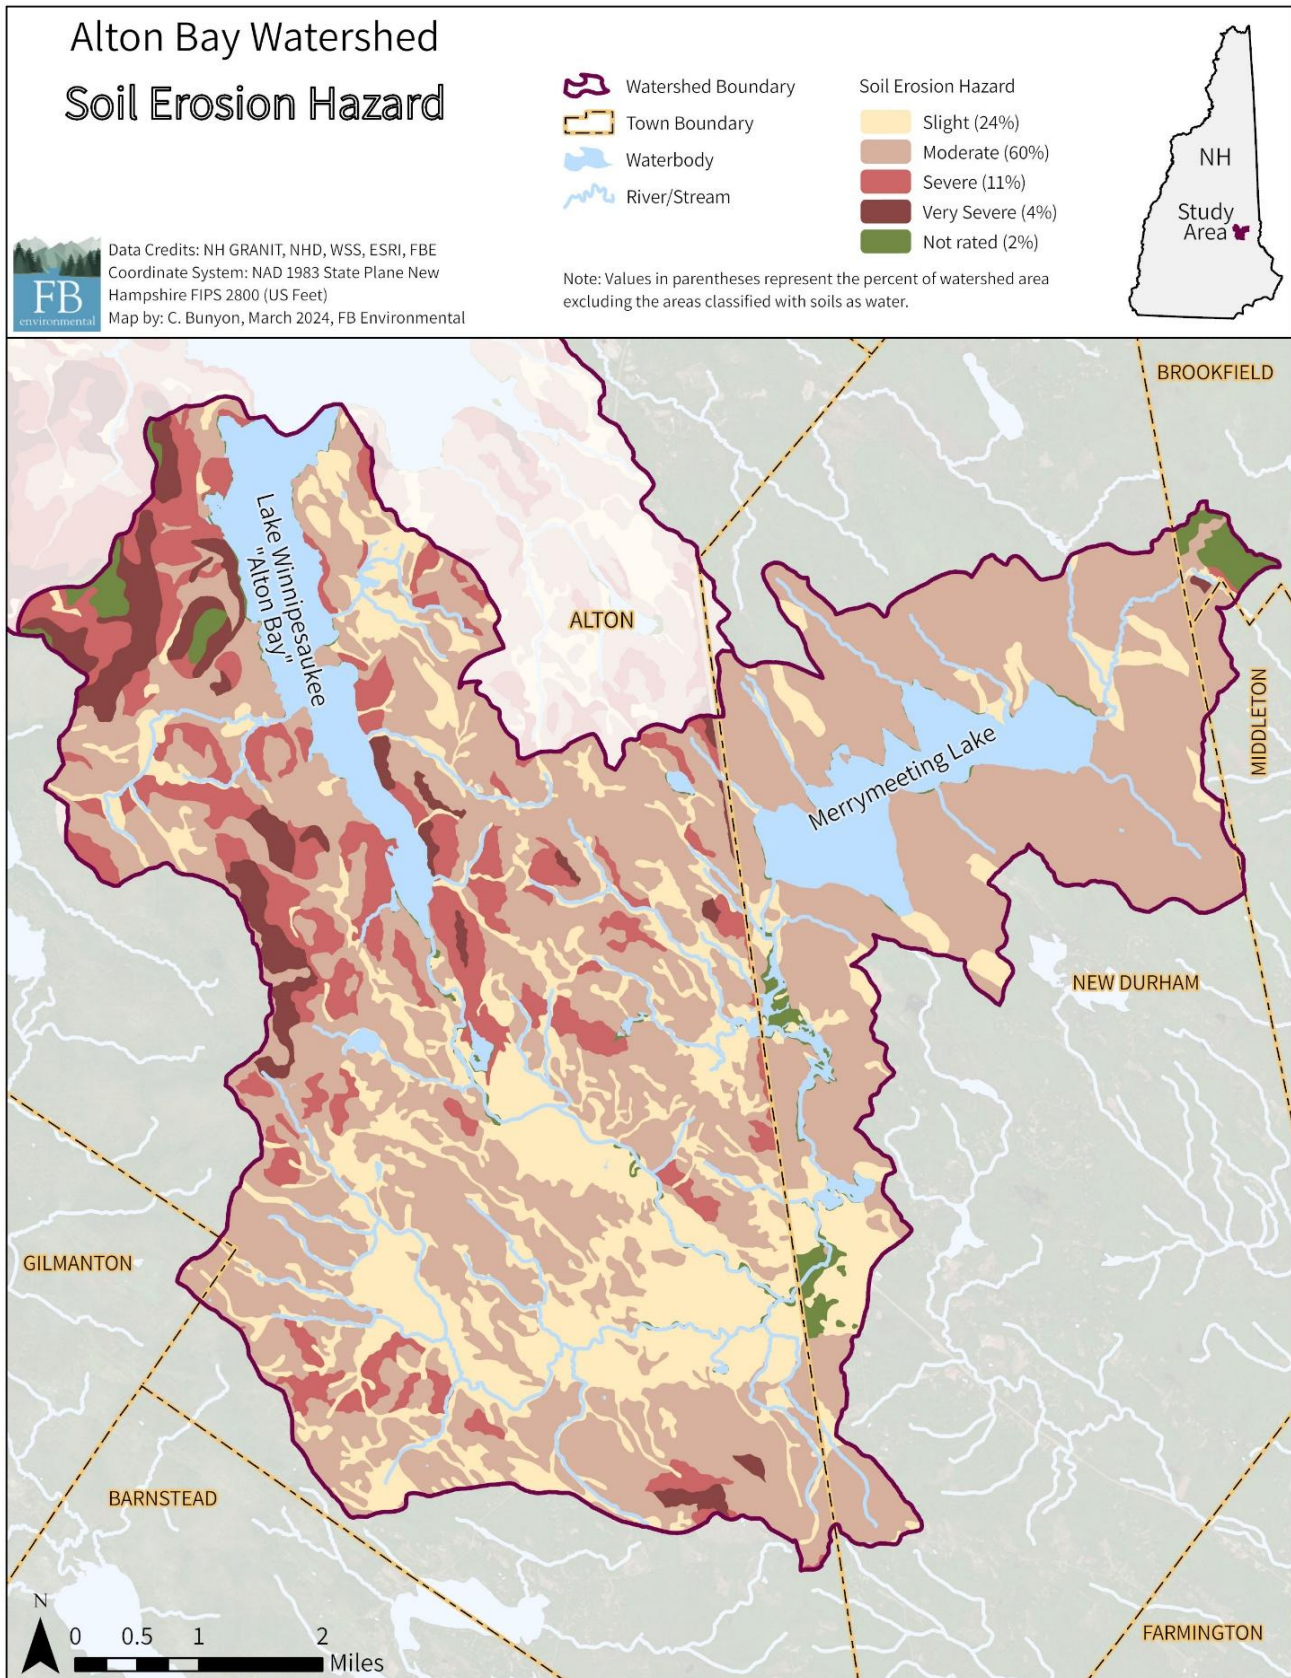 Alton Bay Watershed
Soil Erosion Hazard
Watershed Boundary
Town Boundary
Waterbody
River/Stream
Soil Erosion Hazard
Slight (24%)
Moderate (60%)
Severe (11%)
Very Severe (4%)
Not rated (2%)
NH
Study
Area
FB
environmental
Data Credits: NH GRANIT, NHD, WSS, ESRI, FBE
Coordinate System: NAD 1983 State Plane New
Hampshire FIPS 2800 (US Feet)
Map by: C. Bunyon, March 2024, FB Environmental
Note: Values in parentheses represent the percent of watershed area
excluding the areas classified with soils as water.
BROOKFIELD
Lake Winnipesaukee
"Alton Bay"
ALTON
MIDDLETON
Merrymeeting Lake
NEW DURHAM
GILMANTON
BARNSTEAD
FARMINGTON
N
0 0.5 1 2
Miles